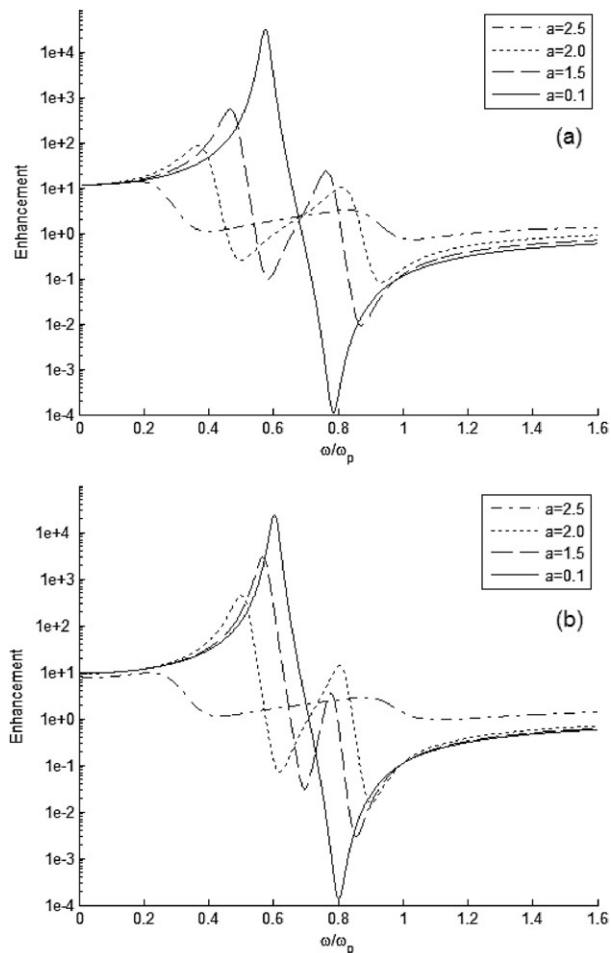 1e+4
1e+3
1e+2
1e+1
1e+0
1e-1
1e-2
1e-3
1e-4
Enhancement
a=2.5
a=2.0
a=1.5
a=0.1
(a)
0 0.2 0.4 0.6 0.8 1 1.2 1.4 1.6
ω/ωp
1e+4
1e+3
1e+2
1e+1
1e+0
1e-1
1e-2
1e-3
1e-4
Enhancement
a=2.5
a=2.0
a=1.5
a=0.1
(b)
0 0.2 0.4 0.6 0.8 1 1.2 1.4 1.6
ω/ωp